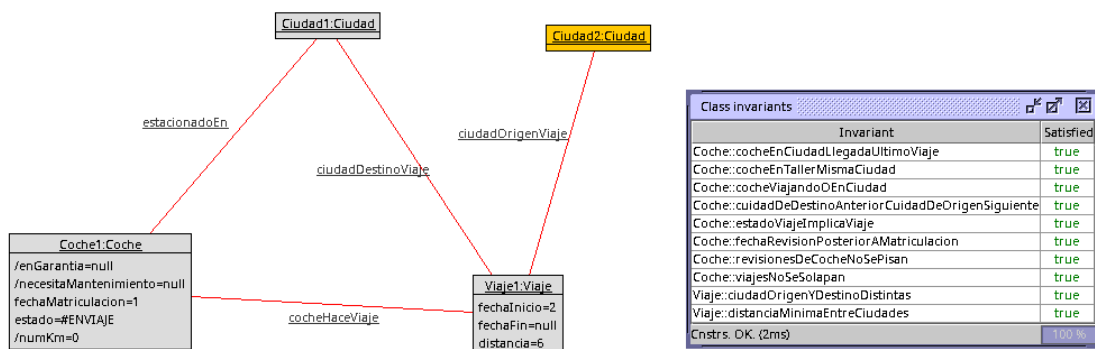 Ciudad1:Ciudad
Ciudad2:Ciudad
estacionadoEn
ciudadOrigenViaje
ciudadDestinoViaje
Coche1:Coche
/enGarantia=null
/necesitaMantenimiento=null
fechaMatriculacion=1
estado=#ENVIAJE
/numKm=0
cocheHaceViaje
Viaje1:Viaje
fechaInicio=2
fechaFin=null
distancia=6
Class invariants
Invariant Satisfied
Coche::cocheEnCiudadLlegadaUltimoViaje true
Coche::cocheEnTallerMismaCiudad true
Coche::cocheViajandoOEnCiudad true
Coche::cuidadDeDestinoAnteriorCuidadDeOrigenSiguiente true
Coche::estadoViajeImplicaViaje true
Coche::fechaRevisionPosteriorAMatriculacion true
Coche::revisionesDeCocheNoSePisan true
Coche::viajesNoSeSolapan true
Viaje::ciudadOrigenYDestinoDistintas true
Viaje::distanciaMinimaEntreCiudades true
Cnstrs. OK. (2ms) 100 %